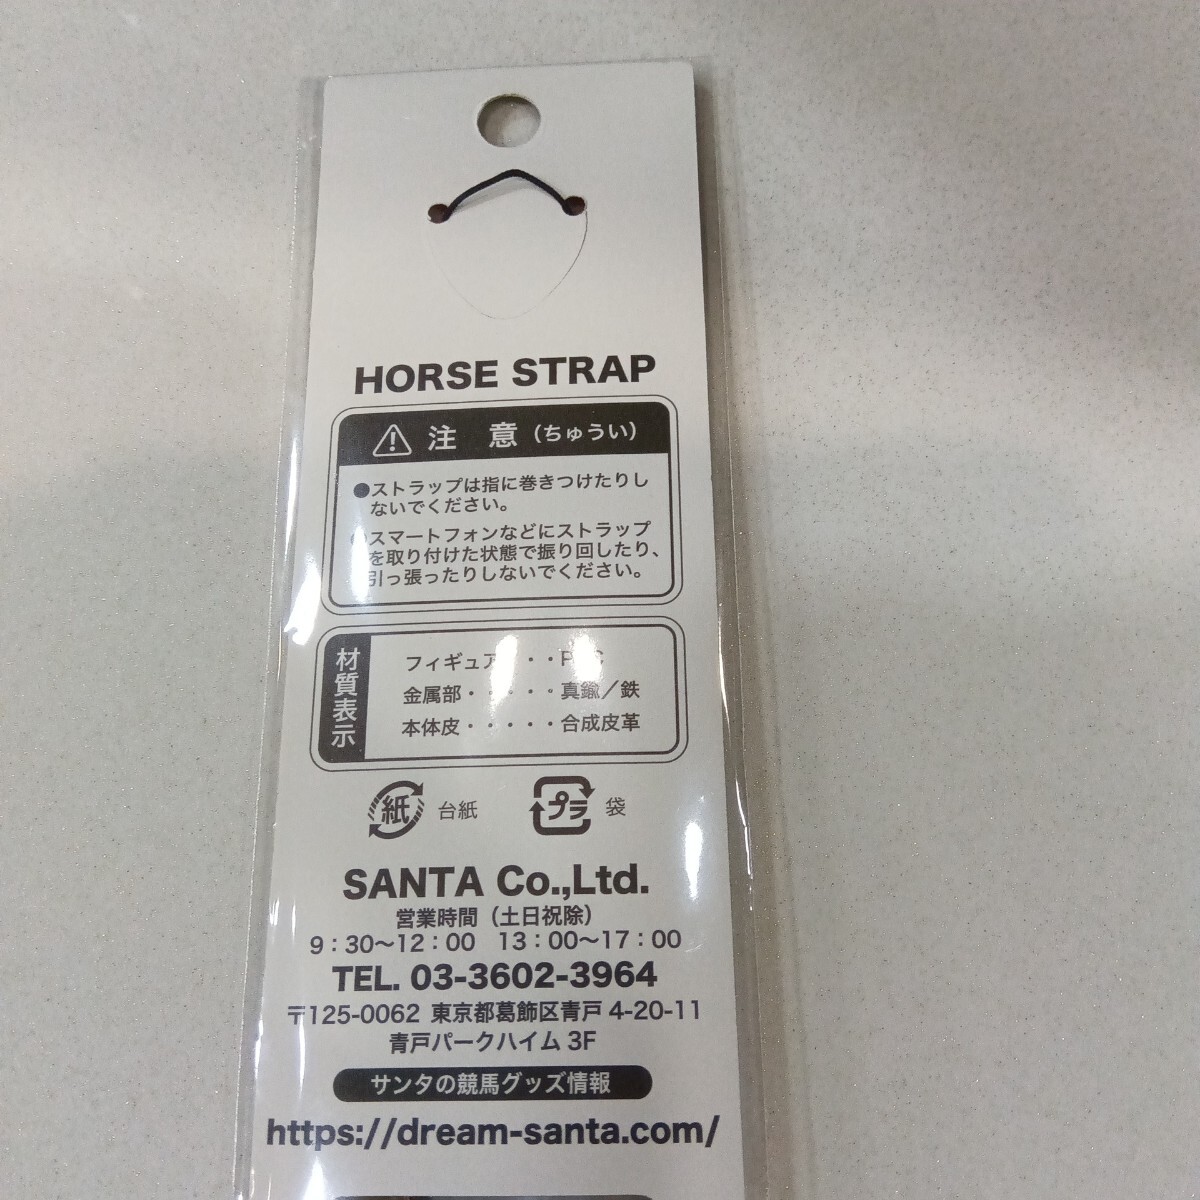 HORSE STRAP
注 意(ちゅうい)
●ストラップは指に巻きつけたりし
ないでください。
●スマートフォンなどにストラップ
を取り付けた状態で振り回したり、
引っ張ったりしないでください。
材質表示
フィギュア・・・
金属部・・・・・真鍮／鉄
本体皮・・・・・合成皮革
紙 台紙
プラ 袋
SANTA Co.,Ltd.
営業時間（土日祝除）
9：30〜12：00 13：00〜17：00
TEL. 03-3602-3964
〒125-0062 東京都葛飾区青戸 4-20-11
青戸パークハイム 3F
サンタの競馬グッズ情報
https://dream-santa.com/